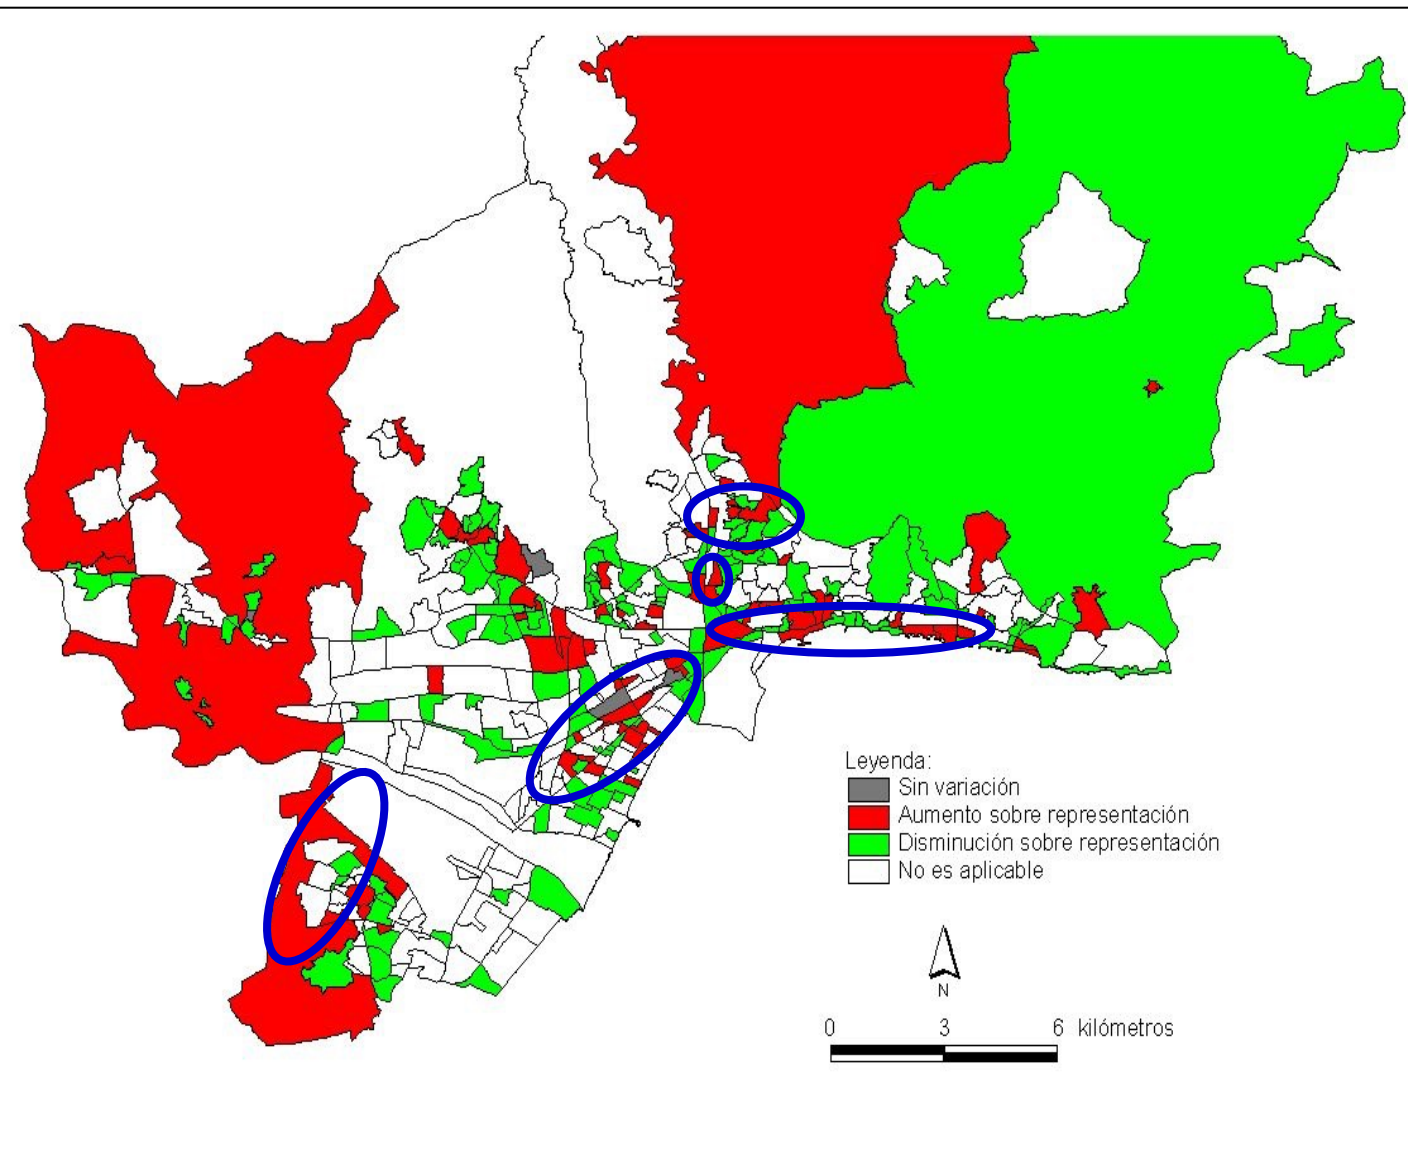 Leyenda:
Sin variación
Aumento sobre representación
Disminución sobre representación
No es aplicable
N
0 3 6 kilómetros